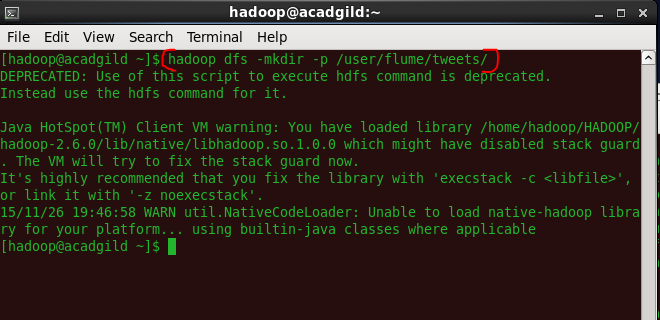 hadoop@acadgild:~
File Edit View Search Terminal Help
[hadoop@acadgild ~]$ hadoop dfs -mkdir -p /user/flume/tweets/
DEPRECATED: Use of this script to execute hdfs command is deprecated.
Instead use the hdfs command for it.
Java HotSpot(TM) Client VM warning: You have loaded library /home/hadoop/HADOOP/
hadoop-2.6.0/lib/native/libhadoop.so.1.0.0 which might have disabled stack guard
. The VM will try to fix the stack guard now.
It's highly recommended that you fix the library with 'execstack -c <libfile>',
or link it with '-z noexecstack'.
15/11/26 19:46:58 WARN util.NativeCodeLoader: Unable to load native-hadoop libra
ry for your platform... using builtin-java classes where applicable
[hadoop@acadgild ~]$